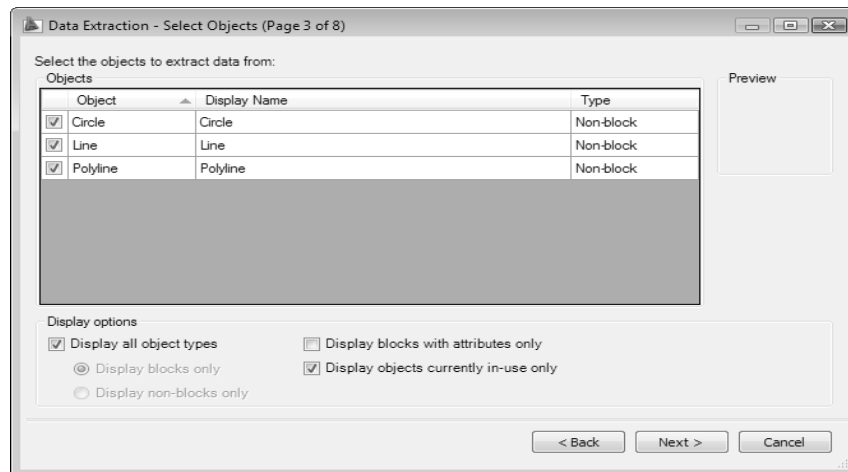 Data Extraction - Select Objects (Page 3 of 8)
Select the objects to extract data from:
Objects
Preview
Object Display Name Type
Circle Circle Non-block
Line Line Non-block
Polyline Polyline Non-block
Display options
Display all object types
Display blocks with attributes only
Display blocks only
Display objects currently in-use only
Display non-blocks only
< Back Next > Cancel